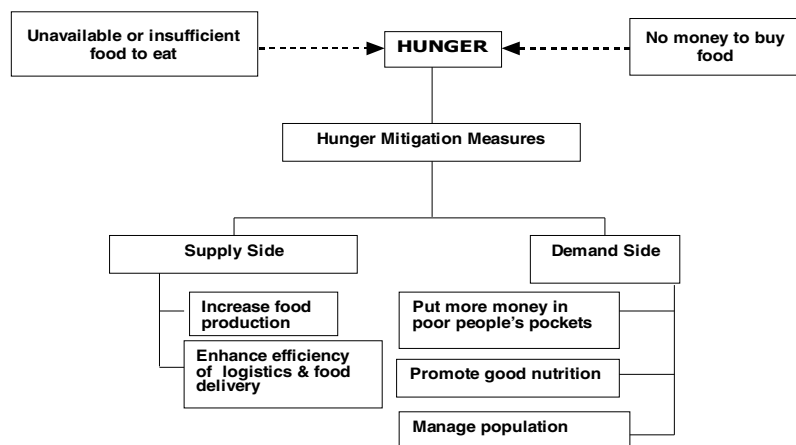 Unavailable or insufficient
food to eat
HUNGER
No money to buy
food
Hunger Mitigation Measures
Supply Side
Demand Side
Increase food
production
Enhance efficiency
of logistics & food
delivery
Put more money in
poor people's pockets
Promote good nutrition
Manage population